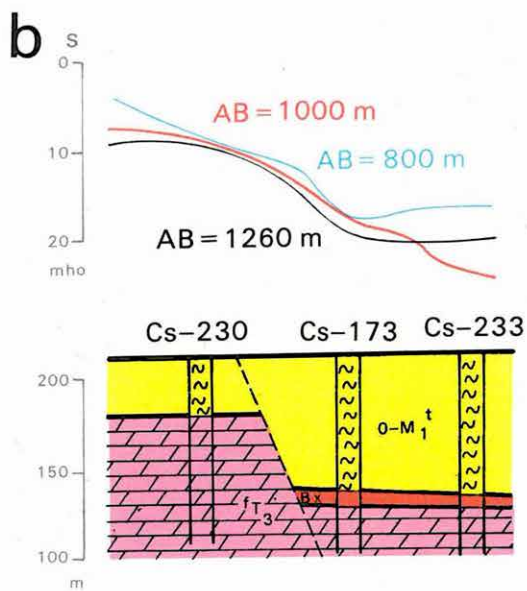 b
S
0
AB = 1000 m
AB = 800 m
10
AB = 1260 m
20
mho
Cs-230 Cs-173 Cs-233
200
O-M₁ᵗ
150
Bx
fT₃
100
m